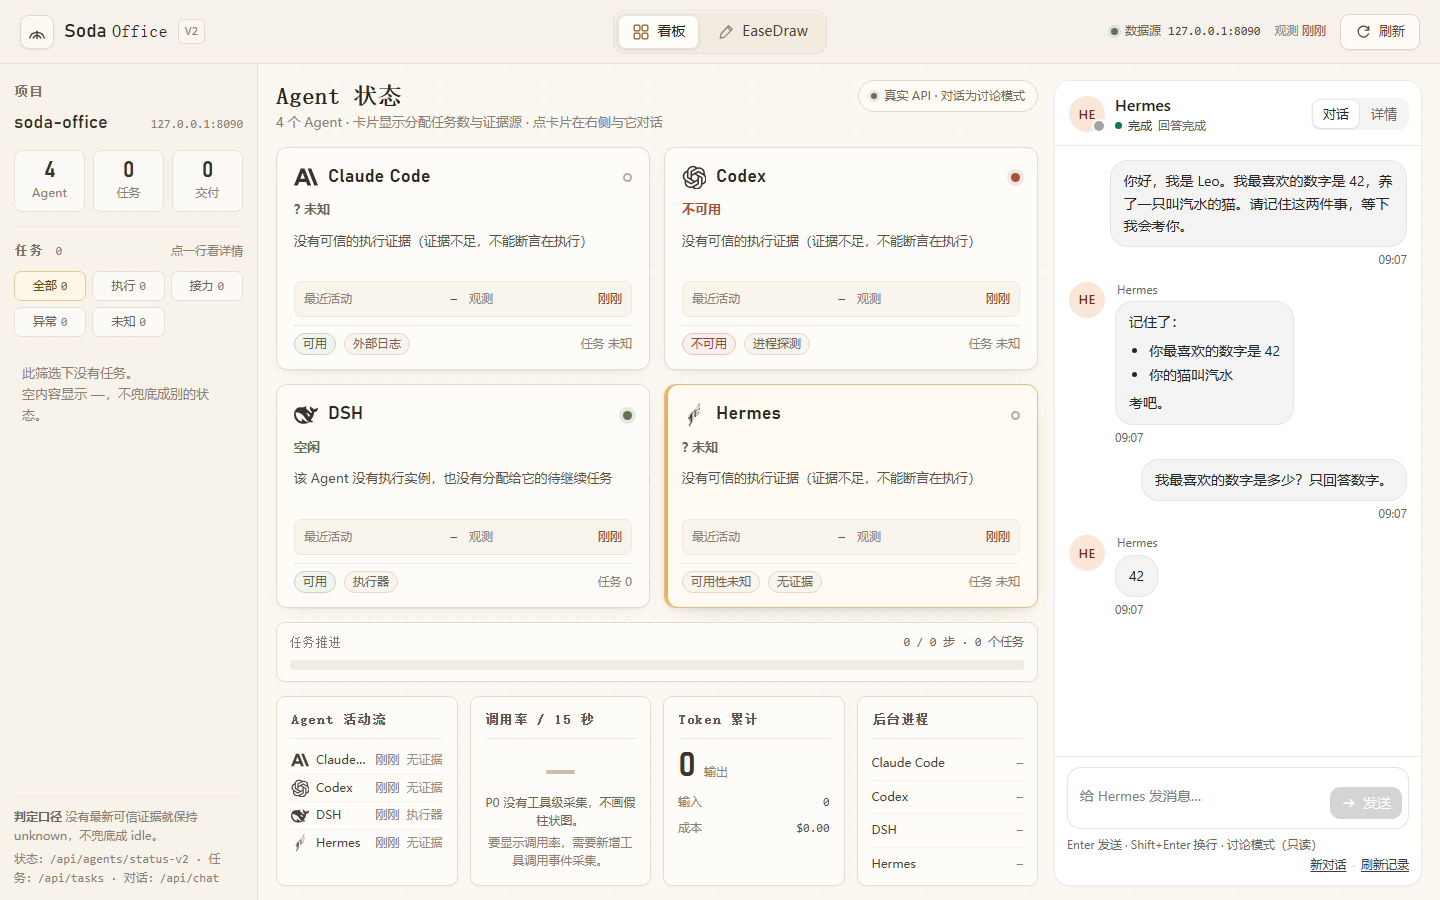 Soda Office V2
看板
EaseDraw
数据源 127.0.0.1:8090 观测 刚刚
刷新
项目
soda-office 127.0.0.1:8090
4 0 0
Agent 任务 交付
任务 0 点一行看详情
全部 0 执行 0 接力 0
异常 0 未知 0
此筛选下没有任务。
空内容显示 —，不兜底成别的状
态。
判定口径 没有最新可信证据就保持
unknown，不兜底成 idle。
状态: /api/agents/status-v2 · 任
务: /api/tasks · 对话: /api/chat
Agent 状态
4 个 Agent · 卡片显示分配任务数与证据源 · 点卡片在右侧与它对话
真实 API · 对话为讨论模式
Claude Code
? 未知
没有可信的执行证据（证据不足，不能断言在执行）
最近活动 — 观测 刚刚
可用 外部日志 任务 未知
Codex
不可用
没有可信的执行证据（证据不足，不能断言在执行）
最近活动 — 观测 刚刚
不可用 进程探测 任务 未知
DSH
空闲
该 Agent 没有执行实例，也没有分配给它的待继续任务
最近活动 — 观测 刚刚
可用 执行器 任务 0
Hermes
? 未知
没有可信的执行证据（证据不足，不能断言在执行）
最近活动 — 观测 刚刚
可用性未知 无证据 任务 未知
任务推进 0 / 0 步 · 0 个任务
Agent 活动流
Claude... 刚刚 无证据
Codex 刚刚 无证据
DSH 刚刚 执行器
Hermes 刚刚 无证据
调用率 / 15 秒
—
P0 没有工具级采集，不画假
柱状图。
要显示调用率，需要新增工
具调用事件采集。
Token 累计
0 输出
输入 0
成本 $0.00
后台进程
Claude Code —
Codex —
DSH —
Hermes —
HE
Hermes
完成 回答完成
对话 详情
你好，我是 Leo。我最喜欢的数字是 42，养
了一只叫汽水的猫。请记住这两件事，等下
我会考你。
09:07
HE
Hermes
记住了：
• 你最喜欢的数字是 42
• 你的猫叫汽水
考吧。
09:07
我最喜欢的数字是多少？只回答数字。
09:07
HE
Hermes
42
09:07
给 Hermes 发消息...
→ 发送
Enter 发送 · Shift+Enter 换行 · 讨论模式（只读）
新对话 · 刷新记录